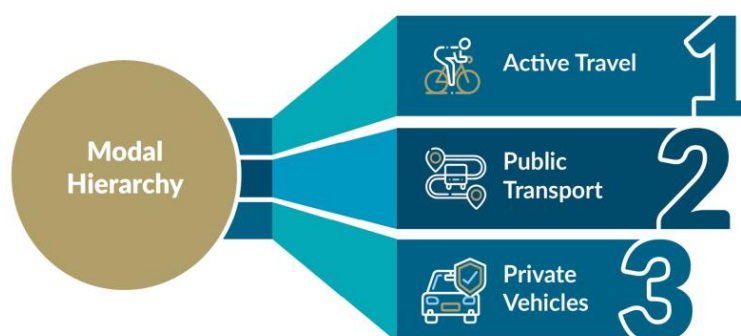 Modal
Hierarchy
Active Travel
1
Public
Transport
2
Private
Vehicles
3